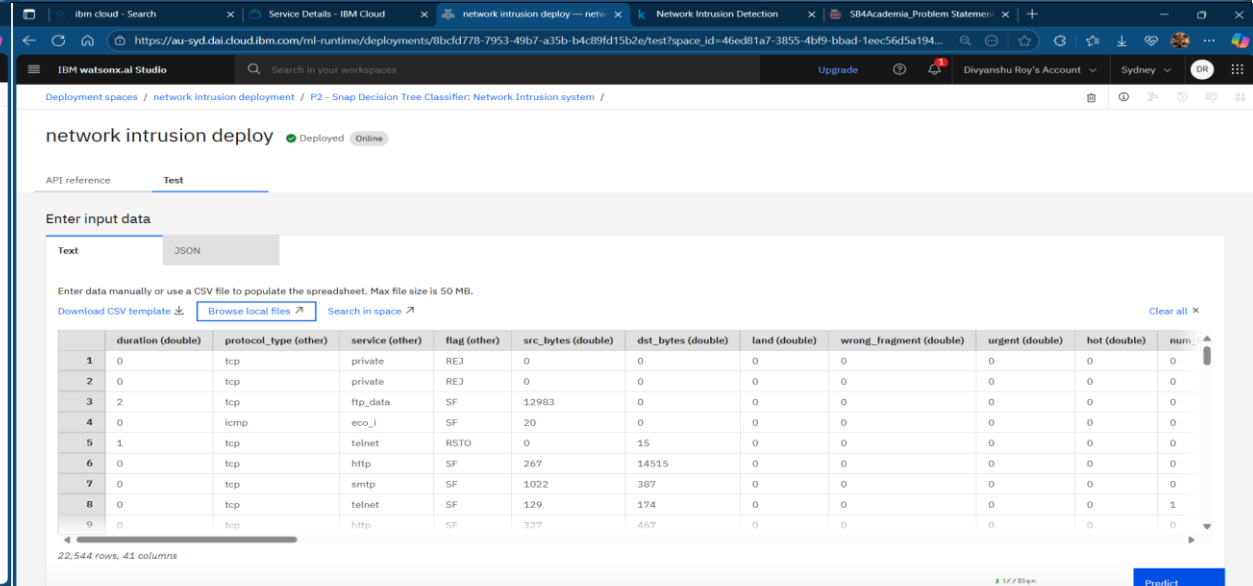 ibm cloud - Search
Service Details - IBM Cloud
network intrusion deploy — netw
Network Intrusion Detection
SB4Academia_Problem Statement
https://au-syd.dai.cloud.ibm.com/ml-runtime/deployments/8bcfd778-7953-49b7-a35b-b4c89fd15b2e/test?space_id=46ed81a7-3855-4bf9-bbad-1eec56d5a194...
IBM watsonx.ai Studio Search in your workspaces Upgrade 1 Divyanshu Roy's Account Sydney DR
Deployment spaces / network intrusion deployment / P2 - Snap Decision Tree Classifier: Network Intrusion system /
network intrusion deploy Deployed Online
API reference Test
Enter input data
Text JSON
Enter data manually or use a CSV file to populate the spreadsheet. Max file size is 50 MB.
Download CSV template Browse local files Search in space Clear all ×
duration (double) protocol_type (other) service (other) flag (other) src_bytes (double) dst_bytes (double) land (double) wrong_fragment (double) urgent (double) hot (double) num_
1 0 tcp private REJ 0 0 0 0 0 0 0
2 0 tcp private REJ 0 0 0 0 0 0 0
3 2 tcp ftp_data SF 12983 0 0 0 0 0 0
4 0 icmp eco_i SF 20 0 0 0 0 0 0
5 1 tcp telnet RSTO 0 15 0 0 0 0 0
6 0 tcp http SF 267 14515 0 0 0 0 0
7 0 tcp smtp SF 1022 387 0 0 0 0 0
8 0 tcp telnet SF 129 174 0 0 0 0 1
9 0 tcp http SF 327 467 0 0 0 0 0
22,544 rows, 41 columns
Predict